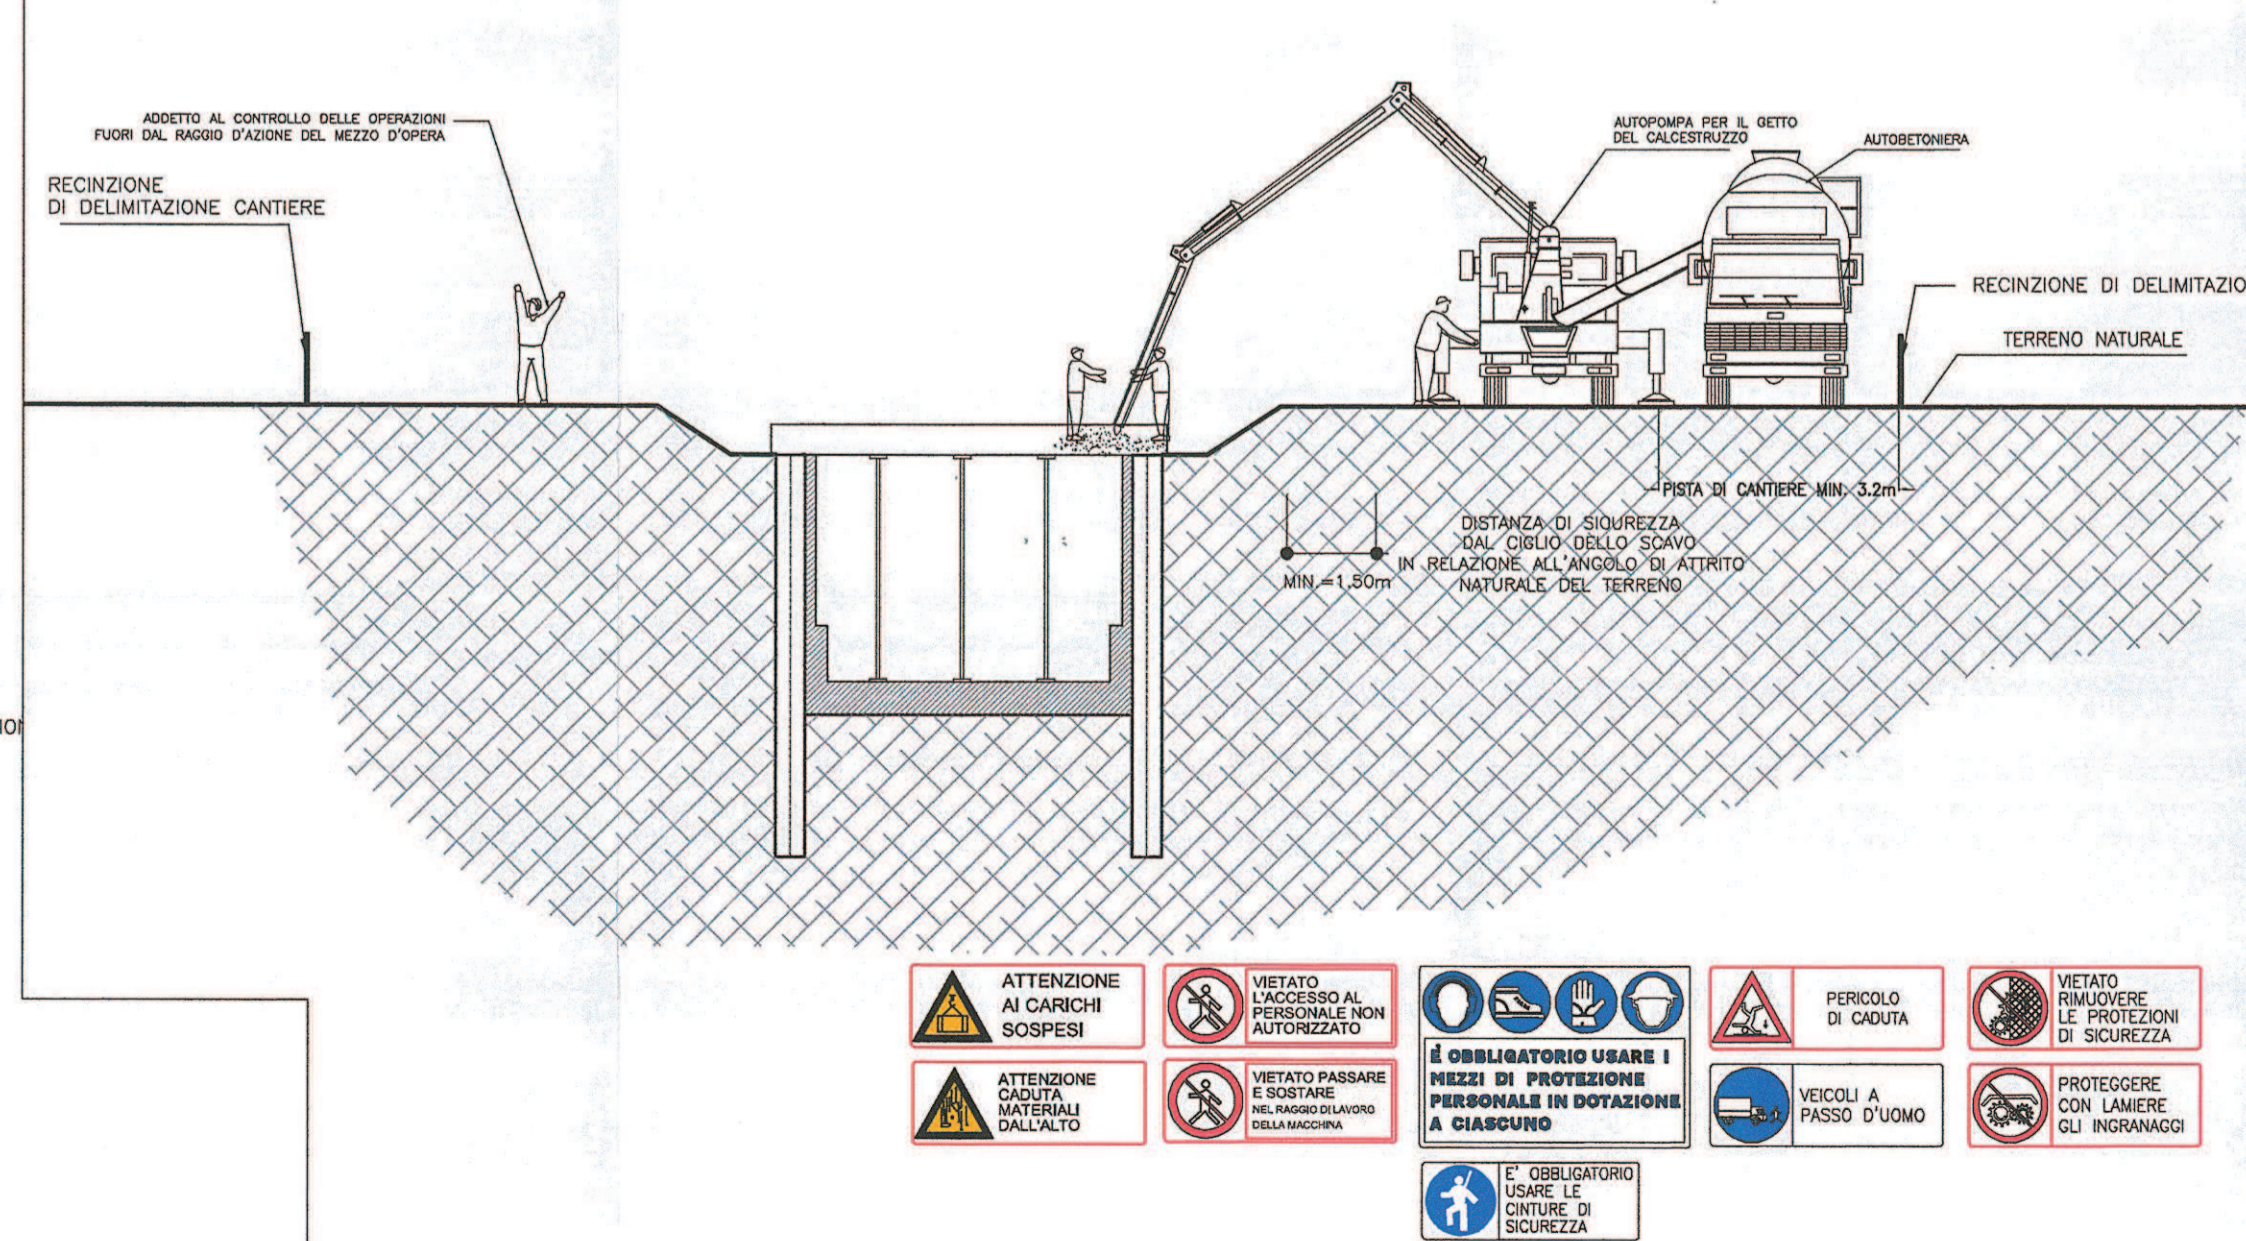 ADDETTO AL CONTROLLO DELLE OPERAZIONI
FUORI DAL RAGGIO D'AZIONE DEL MEZZO D'OPERA
RECINZIONE
DI DELIMITAZIONE CANTIERE
AUTOPOMPA PER IL GETTO
DEL CALCESTRUZZO
AUTOBETONIERA
RECINZIONE DI DELIMITAZIO
TERRENO NATURALE
PISTA DI CANTIERE MIN. 3.2m
DISTANZA DI SICUREZZA
DAL CIGLIO DELLO SCAVO
IN RELAZIONE ALL'ANGOLO DI ATTRITO
NATURALE DEL TERRENO
MIN.=1,50m
ATTENZIONE
AI CARICHI
SOSPESI
VIETATO
L'ACCESSO AL
PERSONALE NON
AUTORIZZATO
PERICOLO
DI CADUTA
VIETATO
RIMUOVERE
LE PROTEZIONI
DI SICUREZZA
ATTENZIONE
CADUTA
MATERIALI
DALL'ALTO
VIETATO PASSARE
E SOSTARE
NEL RAGGIO DI LAVORO
DELLA MACCHINA
È OBBLIGATORIO USARE I
MEZZI DI PROTEZIONE
PERSONALE IN DOTAZIONE
A CIASCUNO
VEICOLI A
PASSO D'UOMO
PROTEGGERE
CON LAMIERE
GLI INGRANAGGI
E' OBBLIGATORIO
USARE LE
CINTURE DI
SICUREZZA